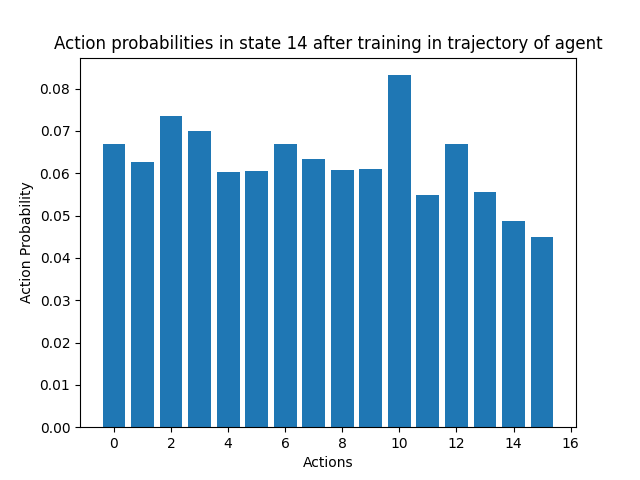 Action probabilities in state 14 after training in trajectory of agent
0.08
0.07
0.06
0.05
0.04
0.03
0.02
0.01
0.00
Action Probability
0 2 4 6 8 10 12 14 16
Actions